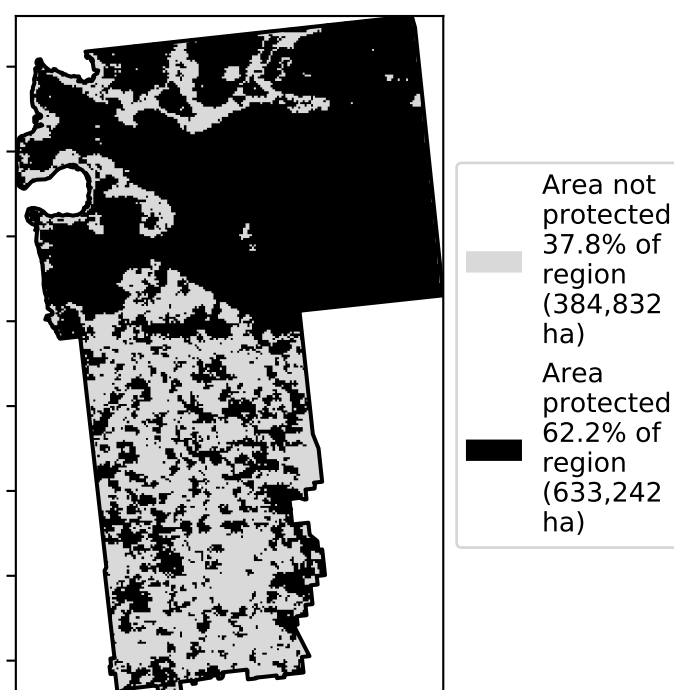 Area not
protected
37.8% of
region
(384,832
ha)
Area
protected
62.2% of
region
(633,242
ha)